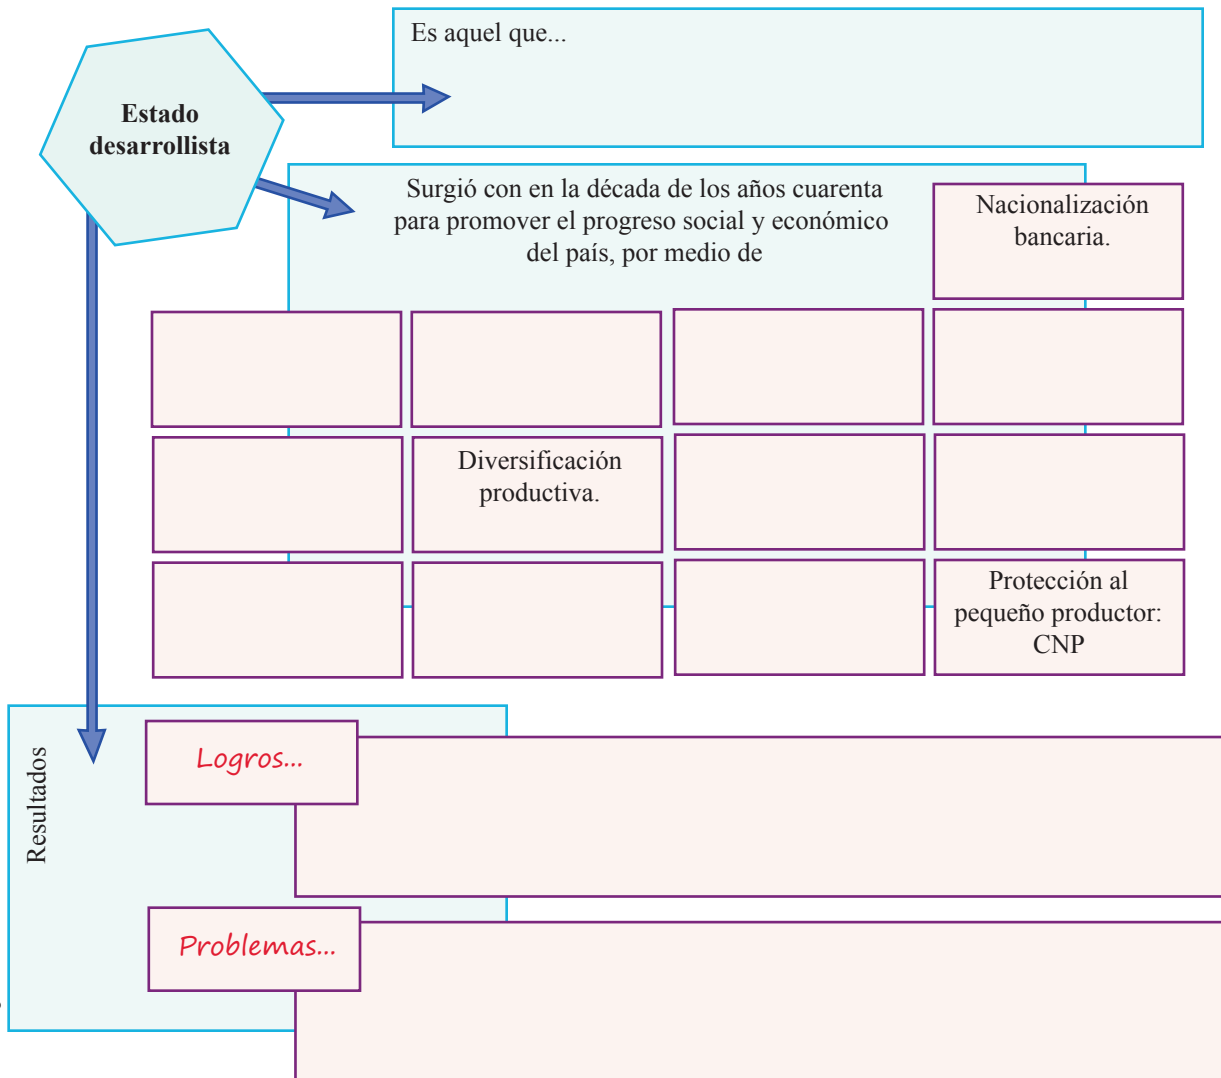 Es aquel que...
Estado
desarrollista
Surgió con en la década de los años cuarenta
para promover el progreso social y económico
del país, por medio de
Nacionalización
bancaria.
Diversificación
productiva.
Protección al
pequeño productor:
CNP
Resultados
Logros...
Problemas...